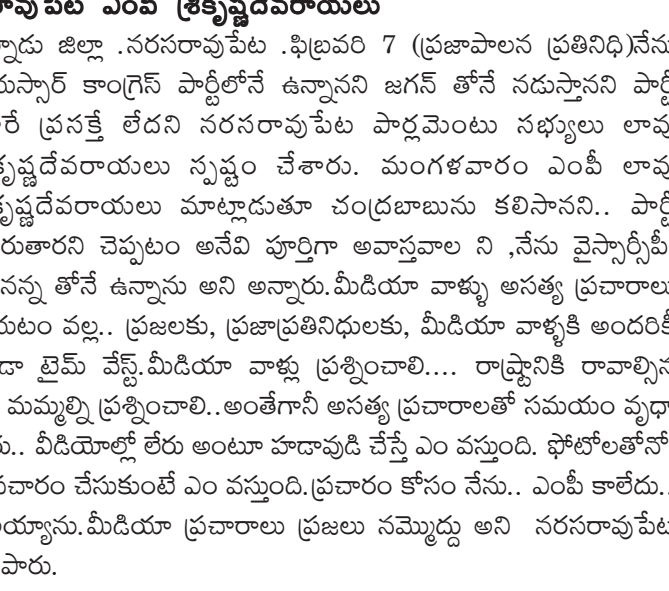 రావుపేట ఎంపీ శ్రీకృష్ణదేవరాయలు
్నాడు జిల్లా .నరసరావుపేట .ఫిబ్రవరి 7 (ప్రజాపాలన ప్రతినిధి)నేను
యస్సార్ కాంగ్రెస్ పార్టీలోనే ఉన్నానని జగన్ తోనే నడుస్తానని పార్టీ
రే ప్రసక్తే లేదని నరసరావుపేట పార్లమెంటు సభ్యులు లావు
కృష్ణదేవరాయలు స్పష్టం చేశారు. మంగళవారం ఎంపీ లావు
కృష్ణదేవరాయలు మాట్లాడుతూ చంద్రబాబును కలిసానని.. పార్టీ
రుతారని చెప్పటం అనేవి పూర్తిగా అవాస్తవాల ని ,నేను వైస్సార్సీపీ,
నన్న తోనే ఉన్నాను అని అన్నారు.మీడియా వాళ్ళు అసత్య ప్రచారాలు
యటం వల్ల.. ప్రజలకు, ప్రజాప్రతినిధులకు, మీడియా వాళ్ళకి అందరికీ
డా టైమ్ వేస్ట్.మీడియా వాళ్లు ప్రశ్నించాలి.... రాష్ట్రానికి రావాల్సిన
మమ్మల్ని ప్రశ్నించాలి..అంతేగానీ అసత్య ప్రచారాలతో సమయం వృధా
రు.. వీడియోల్లో లేరు అంటూ హడావుడి చేస్తే ఎం వస్తుంది. ఫోటోలతోనో
చారం చేసుకుంటే ఎం వస్తుంది.ప్రచారం కోసం నేను.. ఎంపీ కాలేదు..
య్యాను.మీడియా ప్రచారాలు ప్రజలు నమ్మొద్దు అని నరసరావుపేట
పారు.